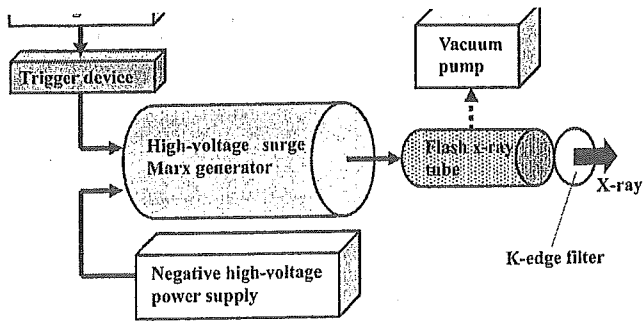 Trigger device
Vacuum
pump
High-voltage surge
Marx generator
Flash x-ray
tube
X-ray
K-edge filter
Negative high-voltage
power supply